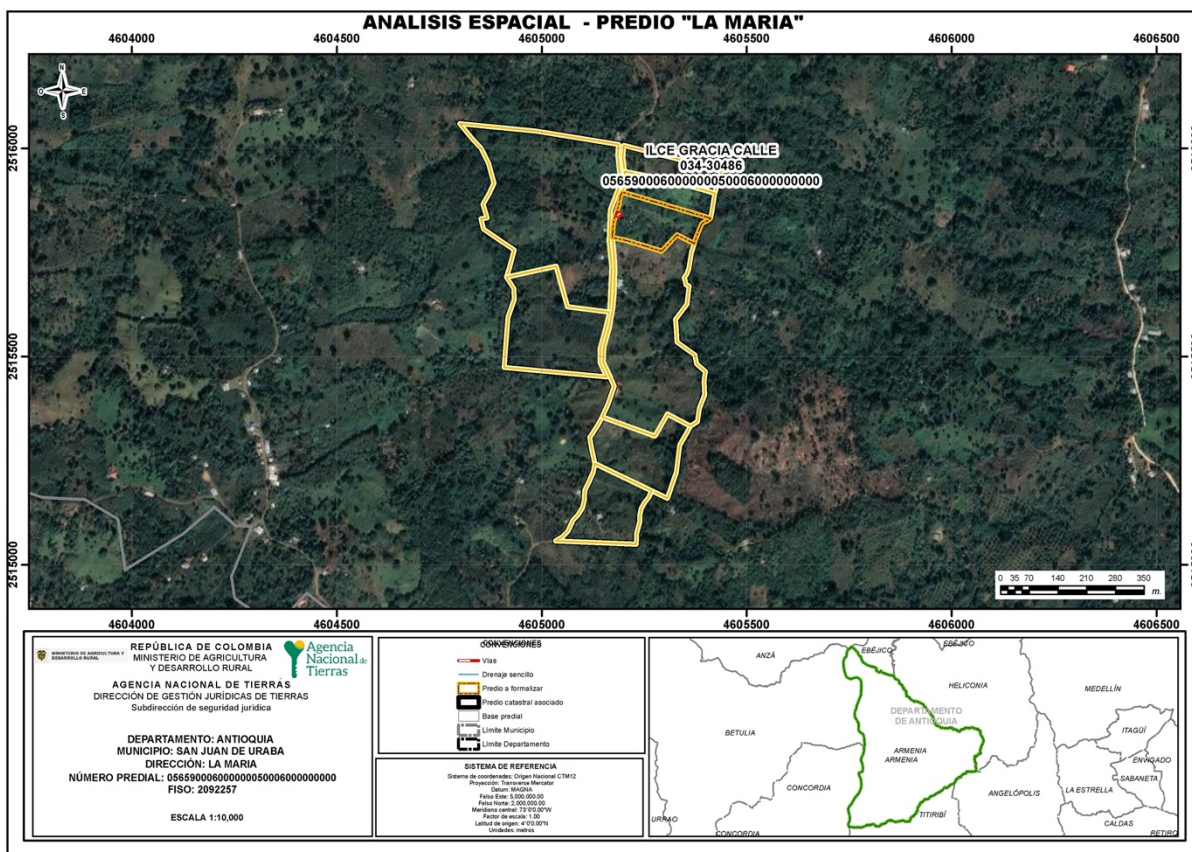 ANALISIS ESPACIAL - PREDIO "LA MARIA"
4604000 4604500 4605000 4605500 4606000 4606500
N
O E
S
2516000
2515500
2515000
ILCE GRACIA CALLE
034-30486
0 35 70 140 210 280 350
m.
4604000 4604500 4605000 4605500 4606000 4606500
MINISTERIO DE AGRICULTURA Y
DESARROLLO RURAL
REPÚBLICA DE COLOMBIA
MINISTERIO DE AGRICULTURA
Y DESARROLLO RURAL
Agencia
Nacional de
Tierras
AGENCIA NACIONAL DE TIERRAS
DIRECCIÓN DE GESTIÓN JURÍDICAS DE TIERRAS
Subdirección de seguridad jurídica
DEPARTAMENTO: ANTIOQUIA
MUNICIPIO: SAN JUAN DE URABA
DIRECCIÓN: LA MARIA
NÚMERO PREDIAL:
FISO: 2092257
ESCALA 1:10,000
CONVENCIONES
CONVENCIONES
Vías
Drenaje sencillo
Predio a formalizar
Predio catastral asociado
Base predial
Límite Municipio
Límite Departamento
SISTEMA DE REFERENCIA
Sistema de coordenadas: Origen Nacional CTM12
Proyección: Transverse Mercator
Datum: MAGNA
Falso Este: 5,000,000.00
Falso Norte: 2,000,000.00
Meridiano central: 73°0'0.00"W
Factor de escala: 1,00
Latitud de origen: 4°0'0.00"N
Unidades: metros
ANZÁ
EBÉJICO
EBÉJICO
HELICONIA
MEDELLÍN
DEPARTAMENTO
DE ANTIOQUIA
BETULIA
ITAGÜÍ
ARMENIA
ARMENIA
ENVIGADO
SABANETA
CONCORDIA
ANGELÓPOLIS
LA ESTRELLA
URRAO
TITIRIBÍ
CALDAS
CONCORDIA
RETIRO